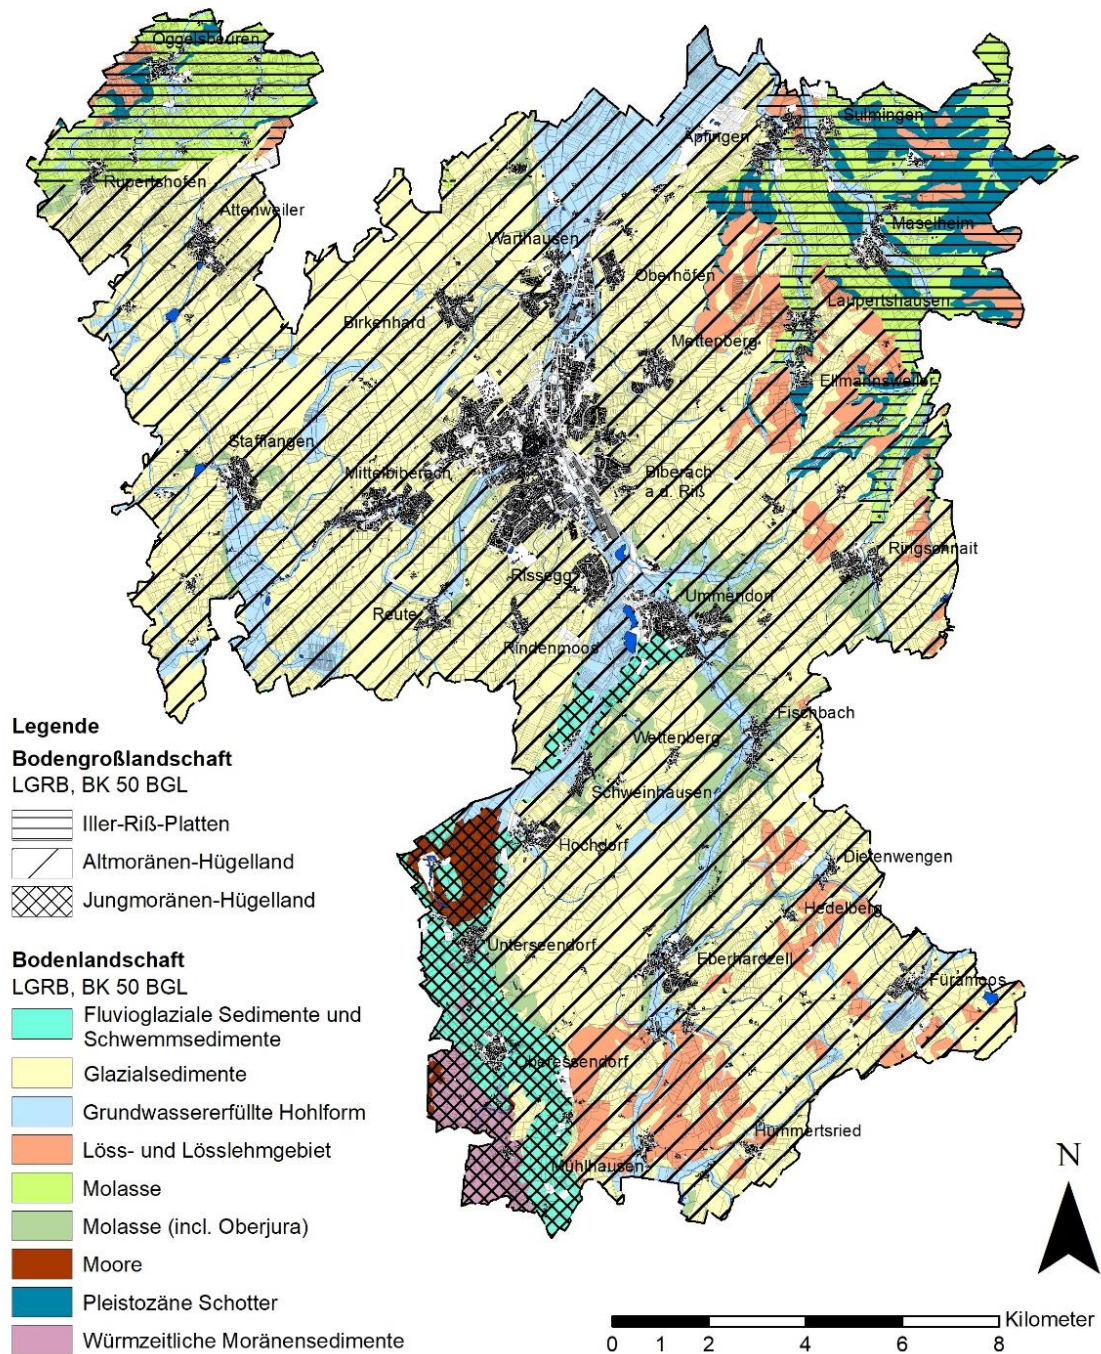 Oggelsbeuren
Sulmingen
Äpfingen
Rupertshofen
Attenweiler
Maselheim
Warthausen
Oberhöfen
Laupertshausen
Birkenhard
Mettenberg
Ellmannsweiler
Stafflangen
Mittelbiberach
Biberach
a.d. Riß
Ringschnait
Rissegg
Ummendorf
Reute
Rindenmoos
Fischbach
Wettenberg
Schweinhausen
Hochdorf
Dietenwengen
Hedelberg
Unterseendorf
Eberhardzell
Füramoos
Oberessendorf
Hummertsried
Mühlhausen
Legende
Bodengroßlandschaft
LGRB, BK 50 BGL
Iller-Riß-Platten
Altmoränen-Hügelland
Jungmoränen-Hügelland
Bodenlandschaft
LGRB, BK 50 BGL
Fluvioglaziale Sedimente und
Schwemmsedimente
Glazialsedimente
Grundwassererfüllte Hohlform
Löss- und Lösslehmgebiet
Molasse
Molasse (incl. Oberjura)
Moore
Pleistozäne Schotter
Würmzeitliche Moränensedimente
N
Kilometer
0 1 2 4 6 8